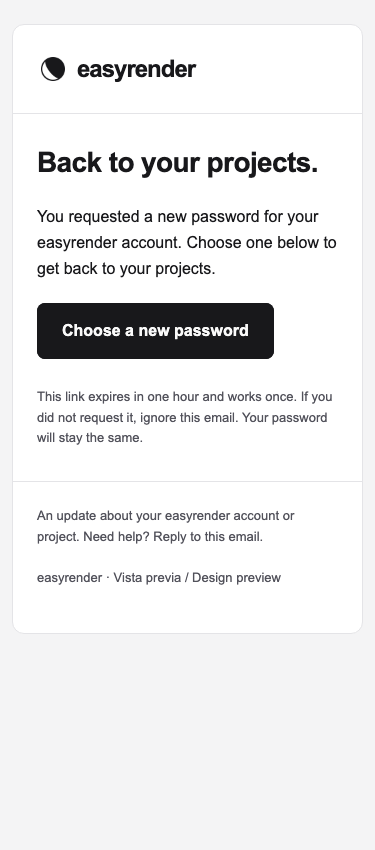 easyrender
Back to your projects.
You requested a new password for your
easyrender account. Choose one below to
get back to your projects.
Choose a new password
This link expires in one hour and works once. If you
did not request it, ignore this email. Your password
will stay the same.
An update about your easyrender account or
project. Need help? Reply to this email.
easyrender · Vista previa / Design preview